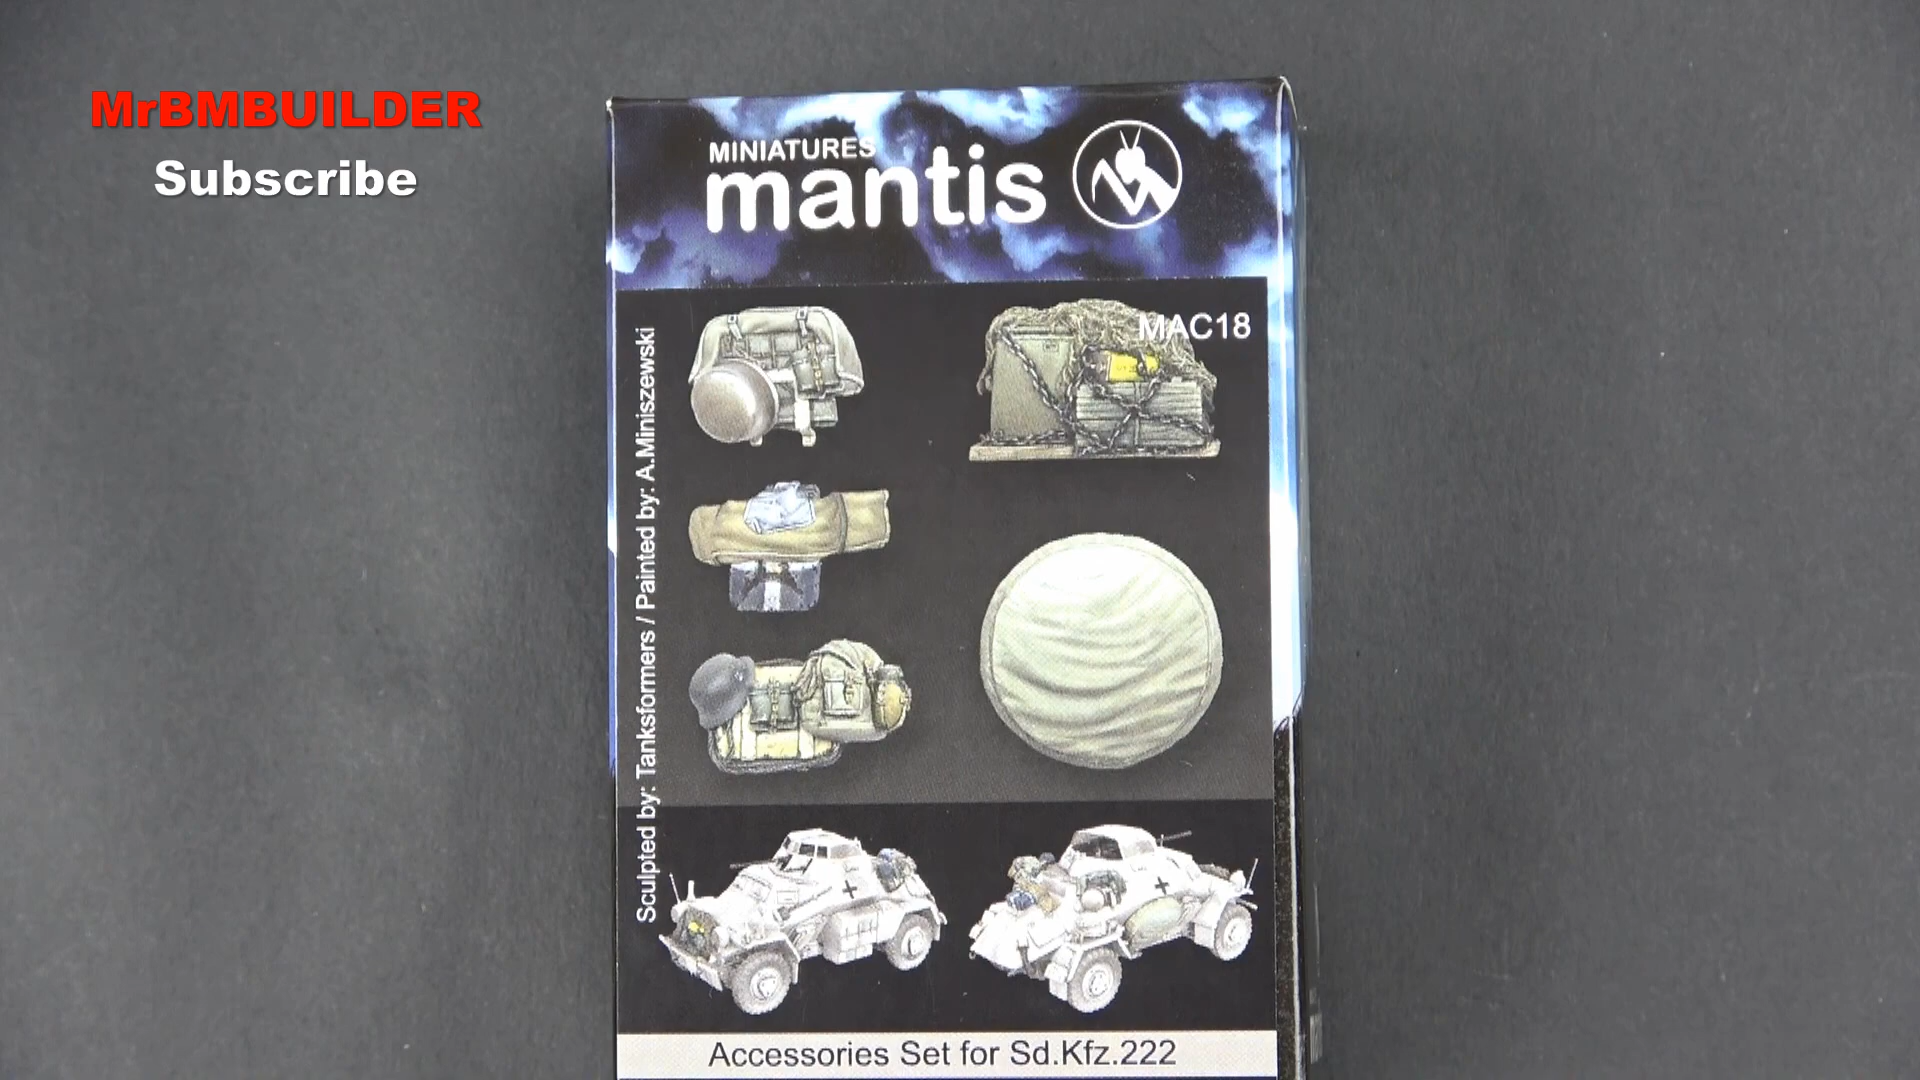 MrBMBUILDER
Subscribe
MINIATURES
mantis
MAC18
Sculpted by: Tanksformers / Painted by: A.Miniszewski
Accessories Set for Sd.Kfz.222